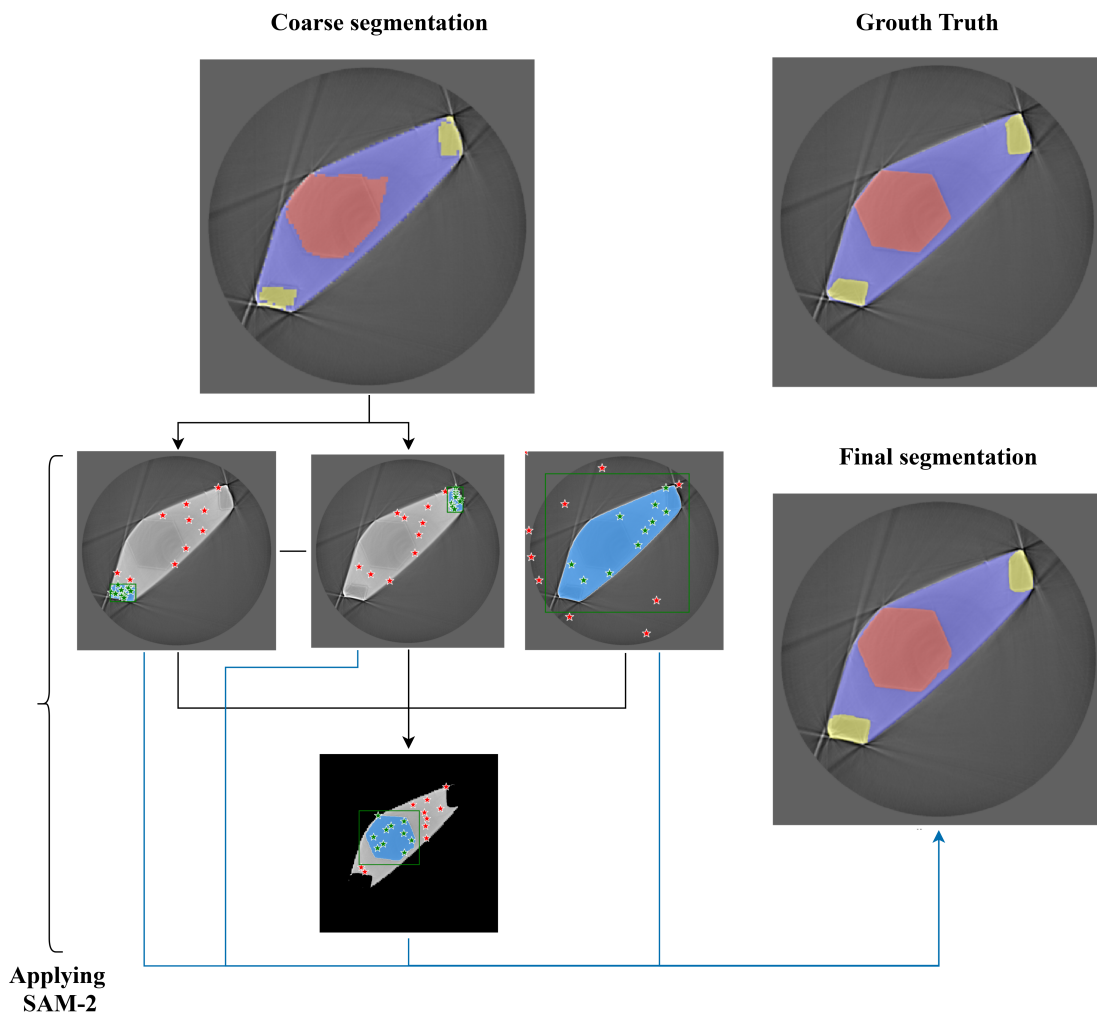 Coarse segmentation
Grouth Truth
Final segmentation
Applying
SAM-2